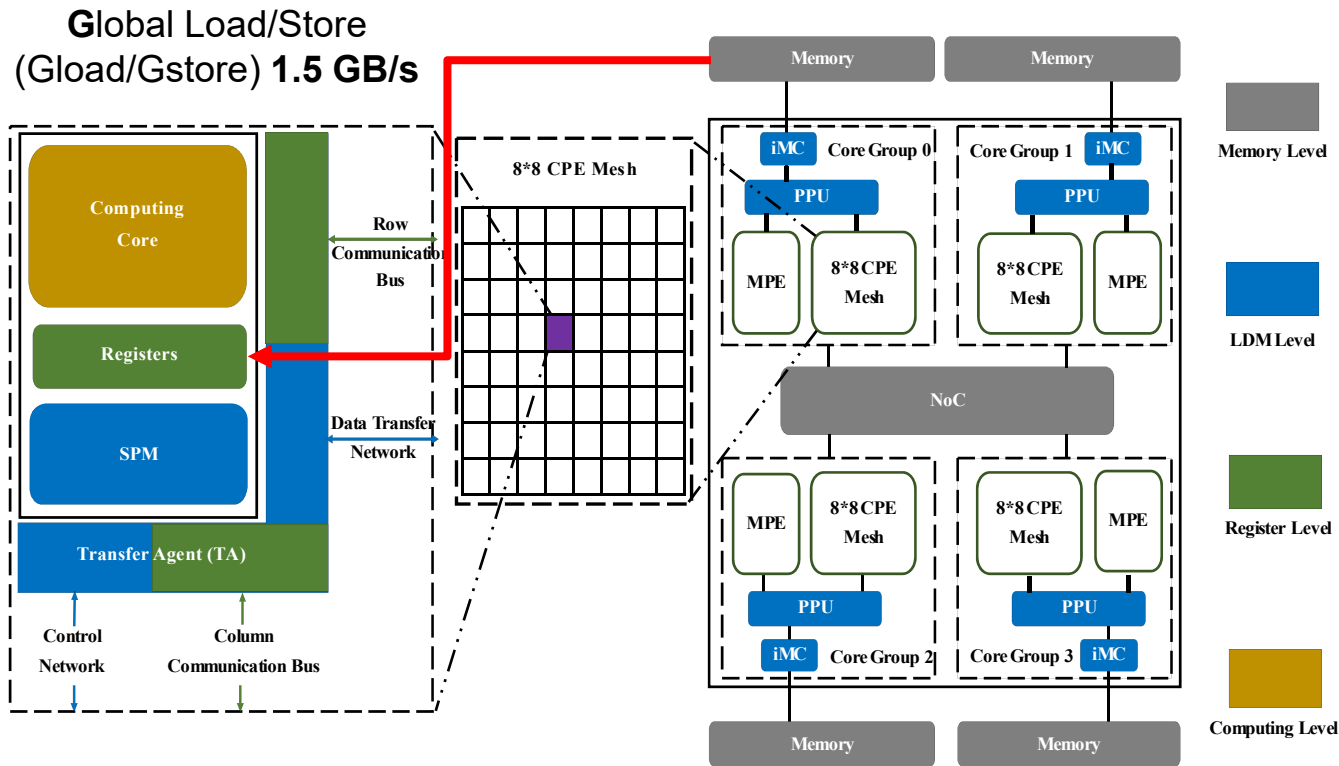 Global Load/Store
(Gload/Gstore) 1.5 GB/s
Computing
Core
Registers
SPM
Transfer Agent (TA)
Row
Communication
Bus
Data Transfer
Network
Control
Network
Column
Communication Bus
8*8 CPE Mesh
Memory
Memory
iMC
Core Group 0
PPU
MPE
8*8 CPE
Mesh
Core Group 1
iMC
PPU
8*8 CPE
Mesh
MPE
NoC
MPE
8*8 CPE
Mesh
PPU
iMC
Core Group 2
8*8 CPE
Mesh
MPE
PPU
Core Group 3
iMC
Memory
Memory
Memory Level
LDM Level
Register Level
Computing Level